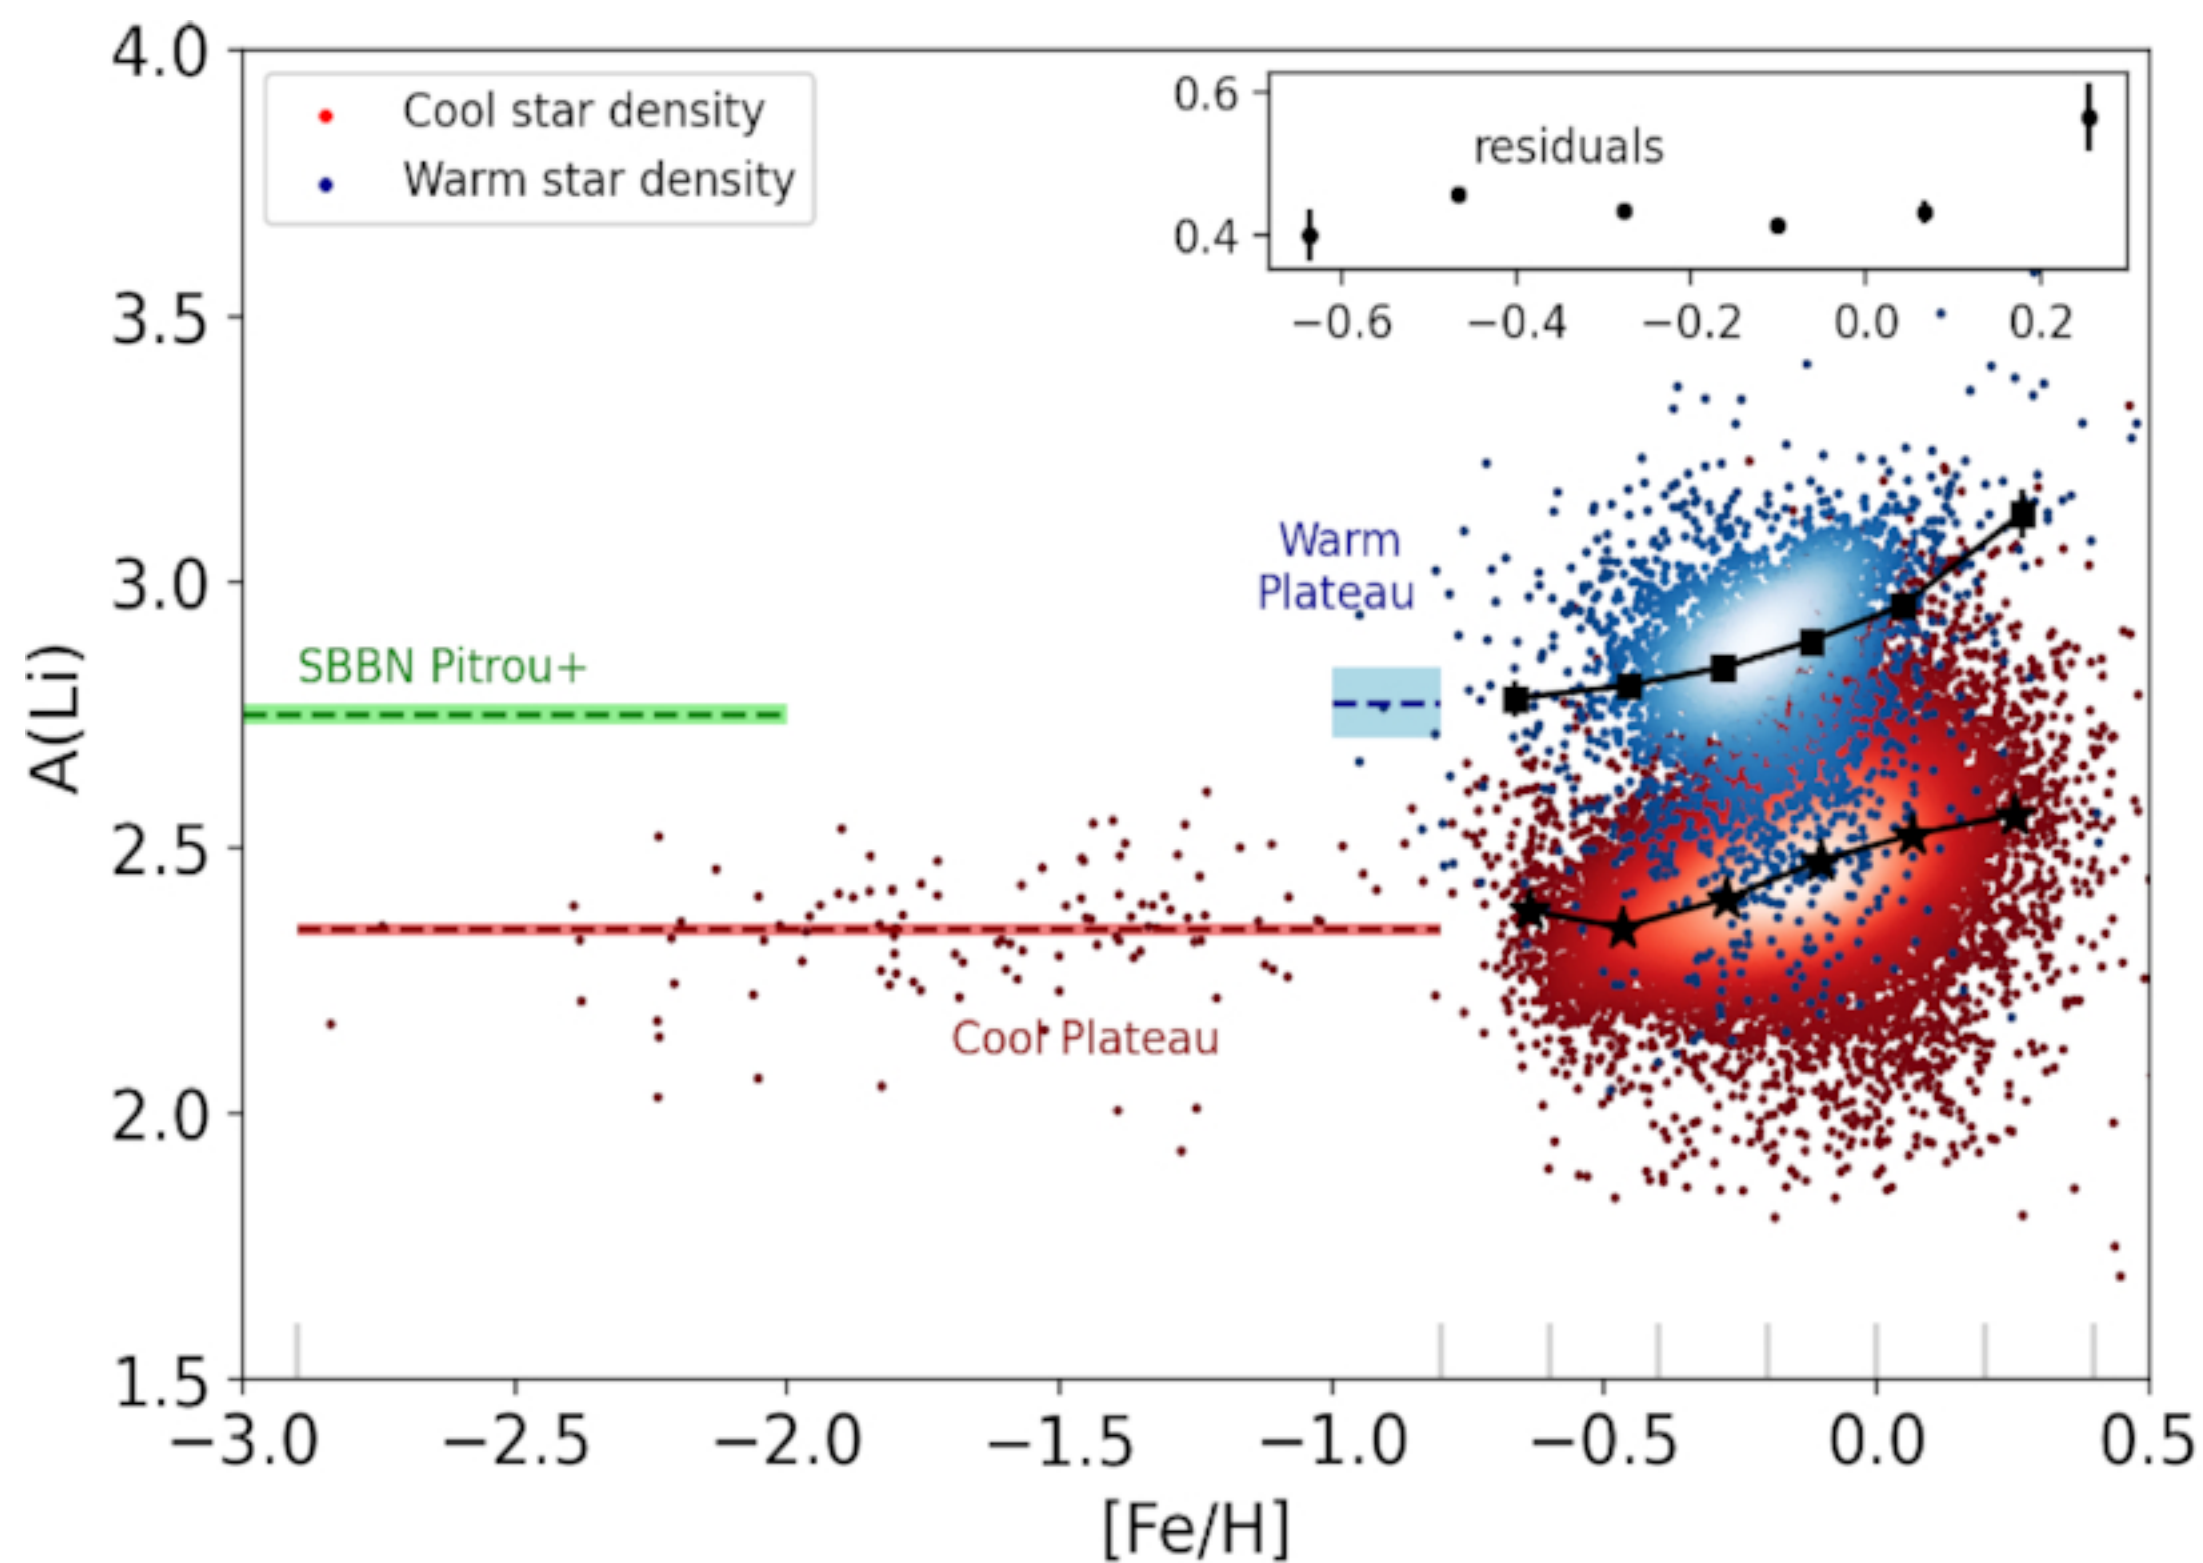 4.0
3.5
3.0
2.5
2.0
1.5
A(Li)
Cool star density
Warm star density
0.6
0.4
residuals
−0.6 −0.4 −0.2 0.0 0.2
Warm
Plateau
SBBN Pitrou+
Cool Plateau
−3.0 −2.5 −2.0 −1.5 −1.0 −0.5 0.0 0.5
[Fe/H]